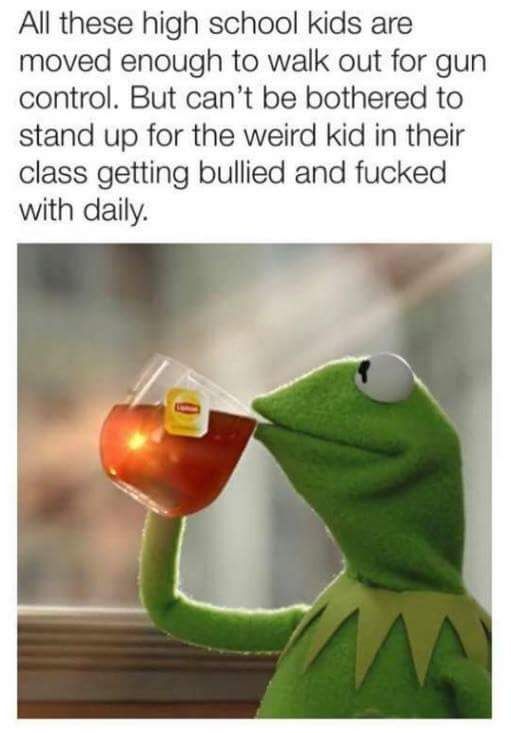 All these high school kids are
moved enough to walk out for gun
control. But can't be bothered to
stand up for the weird kid in their
class getting bullied and fucked
with daily.
Lipton